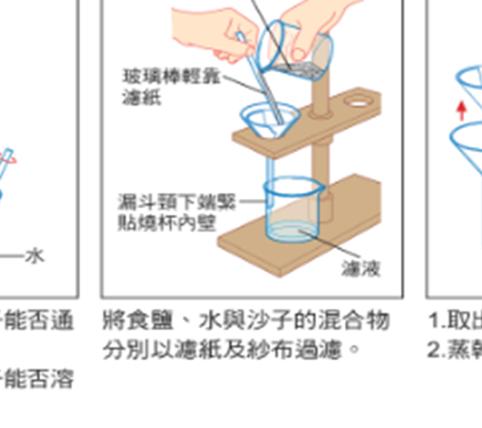 玻璃棒輕靠
濾紙
漏斗頸下端緊
貼燒杯內壁
濾液
水
能否通
能否溶
將食鹽、水與沙子的混合物
分別以濾紙及紗布過濾。
1.取出
2.蒸